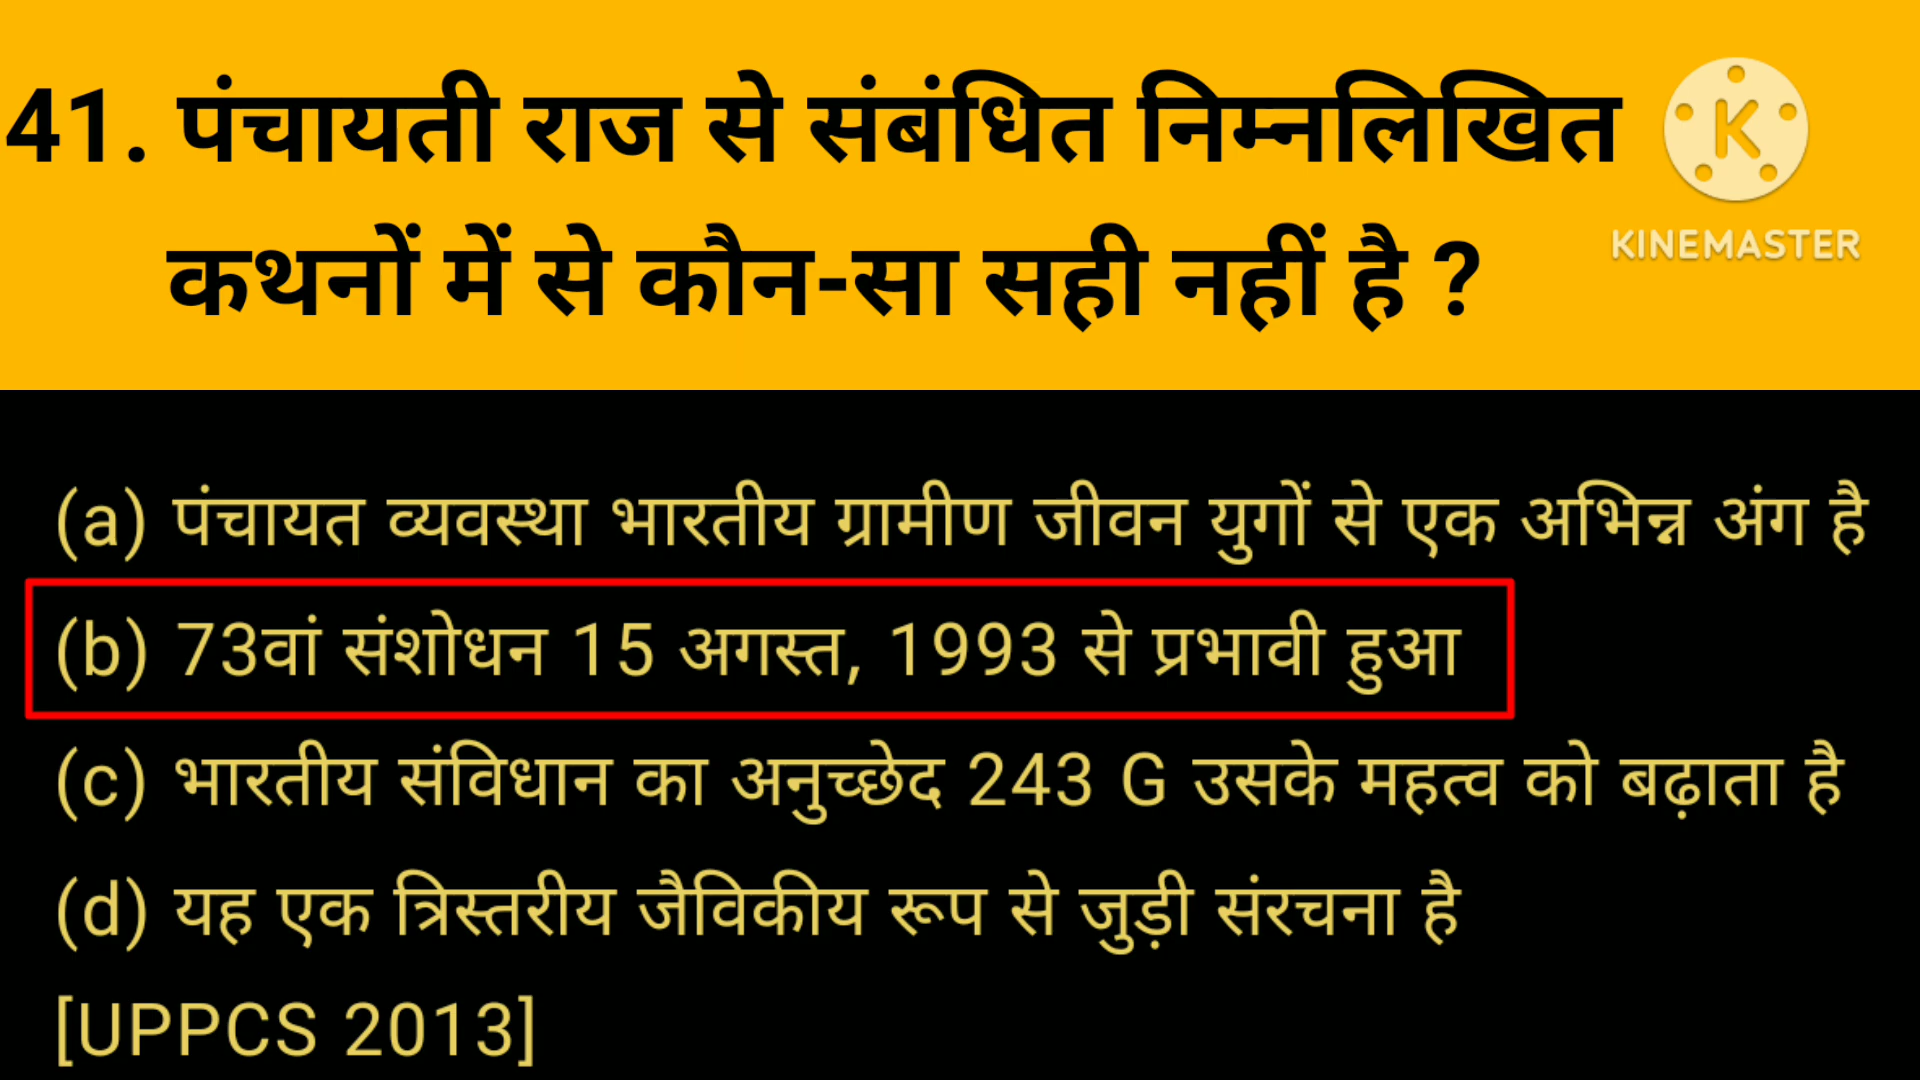 41. पंचायती राज से संबंधित निम्नलिखित
कथनों में से कौन-सा सही नहीं है ?
K
KINEMASTER
(a) पंचायत व्यवस्था भारतीय ग्रामीण जीवन युगों से एक अभिन्न अंग है
(b) 73वां संशोधन 15 अगस्त, 1993 से प्रभावी हुआ
(c) भारतीय संविधान का अनुच्छेद 243 G उसके महत्व को बढ़ाता है
(d) यह एक त्रिस्तरीय जैविकीय रूप से जुड़ी संरचना है
[UPPCS 2013]